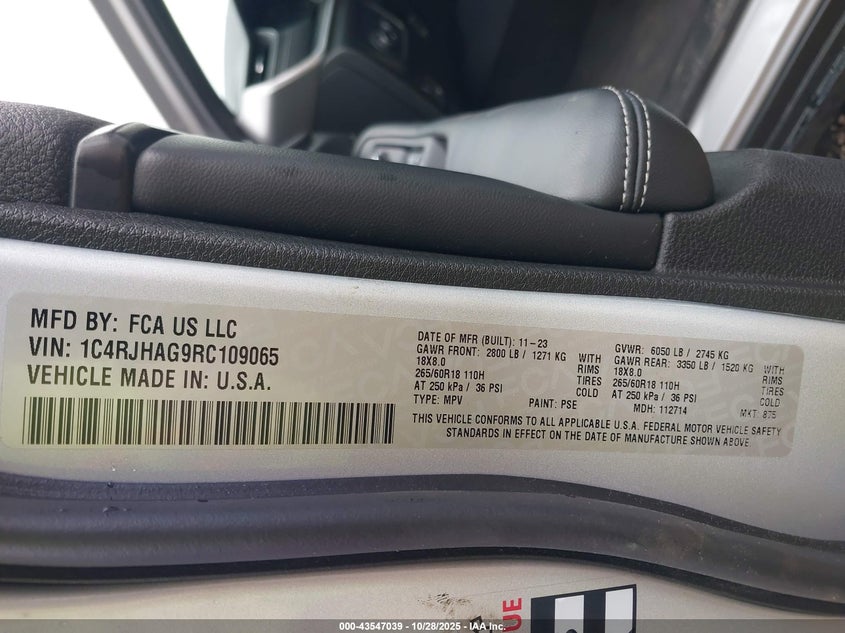 MFD BY: FCA US LLC
VIN: 1C4RJHAG9RC109065
VEHICLE MADE IN: U.S.A.
DATE OF MFR (BUILT): 11-23
GAWR FRONT: 2800 LB / 1271 KG WITH
18X8.0 RIMS
265/60R18 110H TIRES
AT 250 kPa / 36 PSI COLD
TYPE: MPV PAINT: PSE
GVWR: 6050 LB / 2745 KG
GAWR REAR: 3350 LB / 1520 KG WITH
18X8.0 RIMS
265/60R18 110H TIRES
AT 250 kPa / 36 PSI COLD
MDH: 112714 MKT 875
THIS VEHICLE CONFORMS TO ALL APPLICABLE U.S.A. FEDERAL MOTOR VEHICLE SAFETY
STANDARDS IN EFFECT ON THE DATE OF MANUFACTURE SHOWN ABOVE.
000-43547039 - 10/28/2025 - IAA Inc.